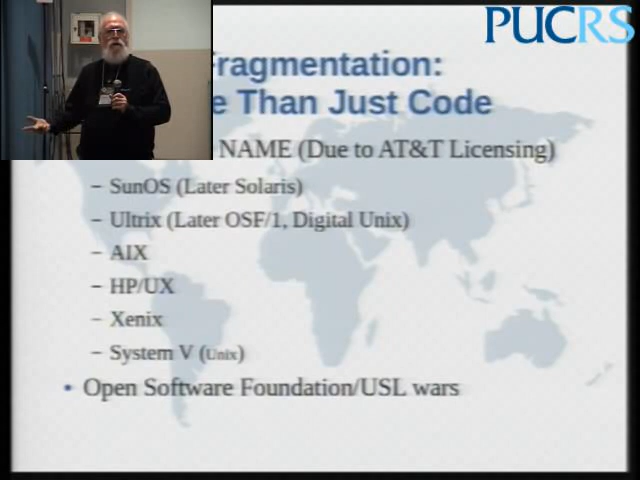 PUCRS
ragmentation:
e Than Just Code
NAME (Due to AT&T Licensing)
– SunOS (Later Solaris)
– Ultrix (Later OSF/1, Digital Unix)
– AIX
– HP/UX
– Xenix
– System V (Unix)
• Open Software Foundation/USL wars